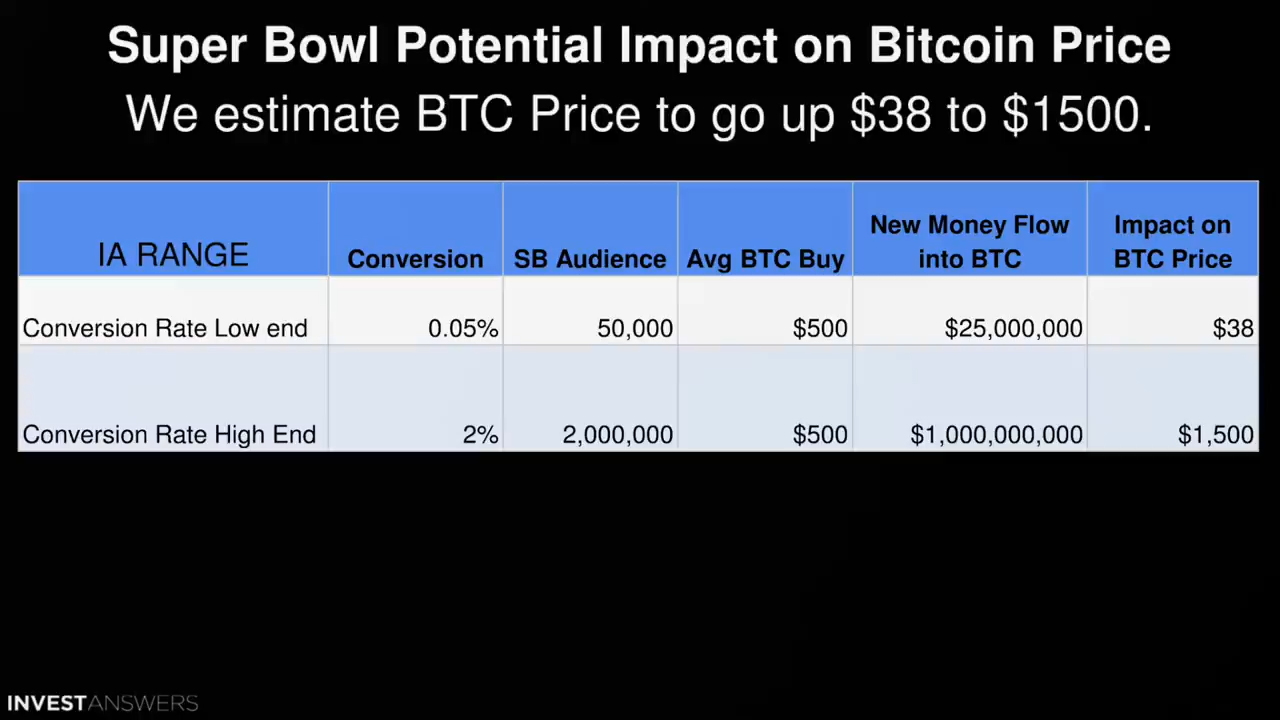 Super Bowl Potential Impact on Bitcoin Price
We estimate BTC Price to go up $38 to $1500.
IA RANGE Conversion SB Audience Avg BTC Buy New Money Flow into BTC Impact on BTC Price
Conversion Rate Low end 0.05% 50,000 $500 $25,000,000 $38
Conversion Rate High End 2% 2,000,000 $500 $1,000,000,000 $1,500
INVESTANSWERS